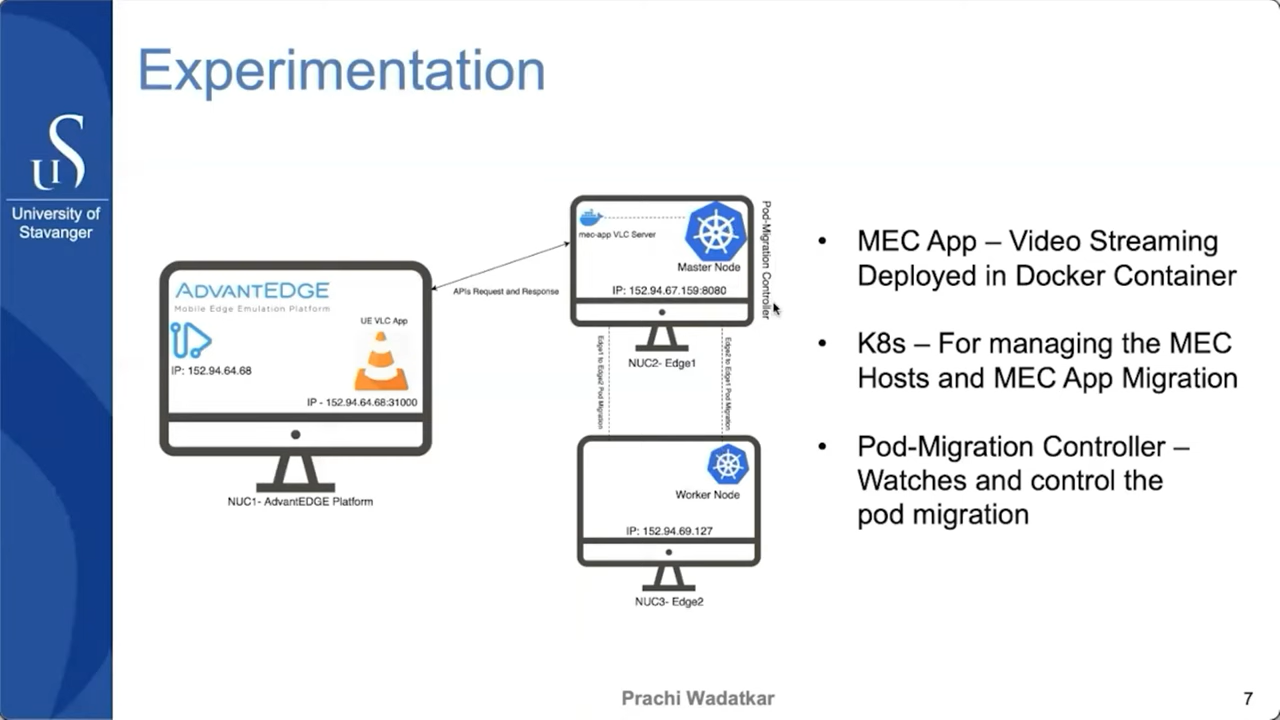 Experimentation
uiS
University of
Stavanger
ADVANTEDGE
Mobile Edge Emulation Platform
UE VLC App
IP: 152.94.64.68
IP - 152.94.64.68:31000
NUC1- AdvantEDGE Platform
APIs Request and Response
mec-app VLC Server
Master Node
IP: 152.94.67.159:8080
Pod-Migration Controller
NUC2- Edge1
Edge1 to Edge2 Pod Migration
Edge2 to Edge1 Pod Migration
Worker Node
IP: 152.94.69.127
NUC3- Edge2
• MEC App – Video Streaming
Deployed in Docker Container
• K8s – For managing the MEC
Hosts and MEC App Migration
• Pod-Migration Controller –
Watches and control the
pod migration
Prachi Wadatkar
7